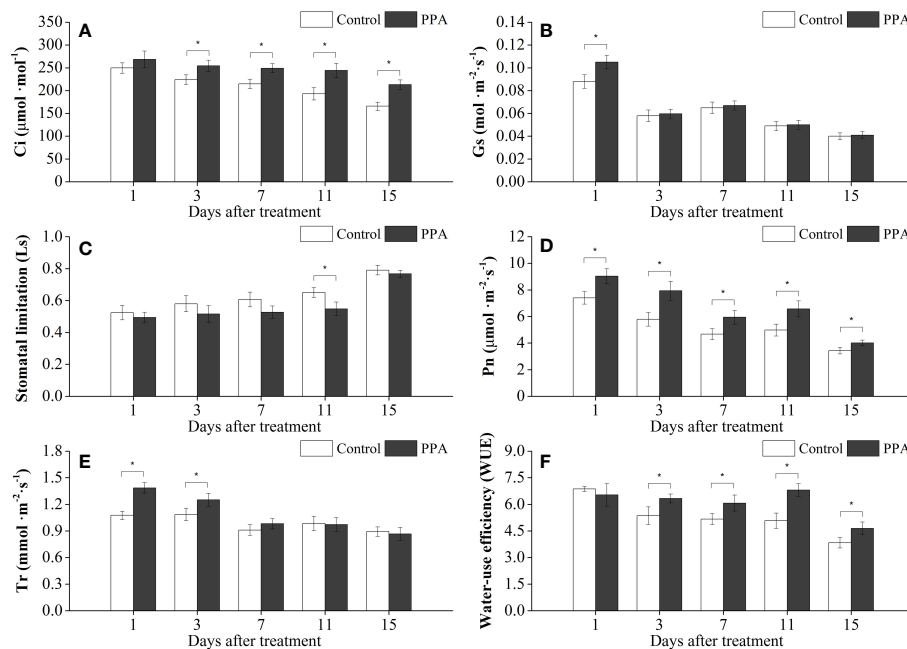 A
Control PPA
Ci (μmol ·mol⁻¹)
350
300
250
200
150
100
50
0
* * * *
1 3 7 11 15
Days after treatment
B
Control PPA
Gs (mol ·m⁻²·s⁻¹)
0.14
0.12
0.10
0.08
0.06
0.04
0.02
0.00
*
1 3 7 11 15
Days after treatment
C
Control PPA
Stomatal limitation (Ls)
1.0
0.8
0.6
0.4
0.2
0.0
*
1 3 7 11 15
Days after treatment
D
Control PPA
Pn (μmol ·m⁻²·s⁻¹)
12
10
8
6
4
2
0
* * * * *
1 3 7 11 15
Days after treatment
E
Control PPA
Tr (mmol ·m⁻²·s⁻¹)
1.8
1.5
1.2
0.9
0.6
0.3
0.0
* *
1 3 7 11 15
Days after treatment
F
Control PPA
Water-use efficiency (WUE)
9.0
7.5
6.0
4.5
3.0
1.5
0.0
* * * *
1 3 7 11 15
Days after treatment